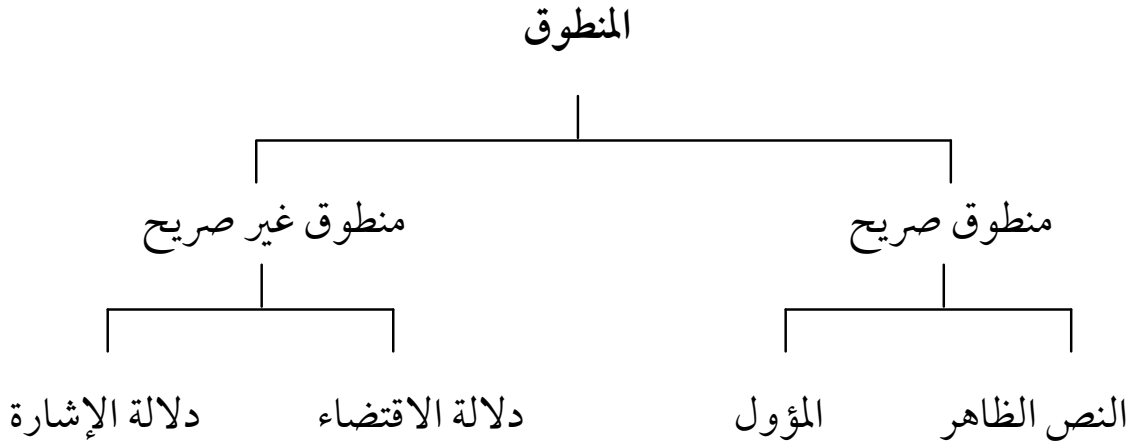 المنطوق
منطوق صريح
منطوق غير صريح
النص الظاهر
المؤول
دلالة الاقتضاء
دلالة الإشارة